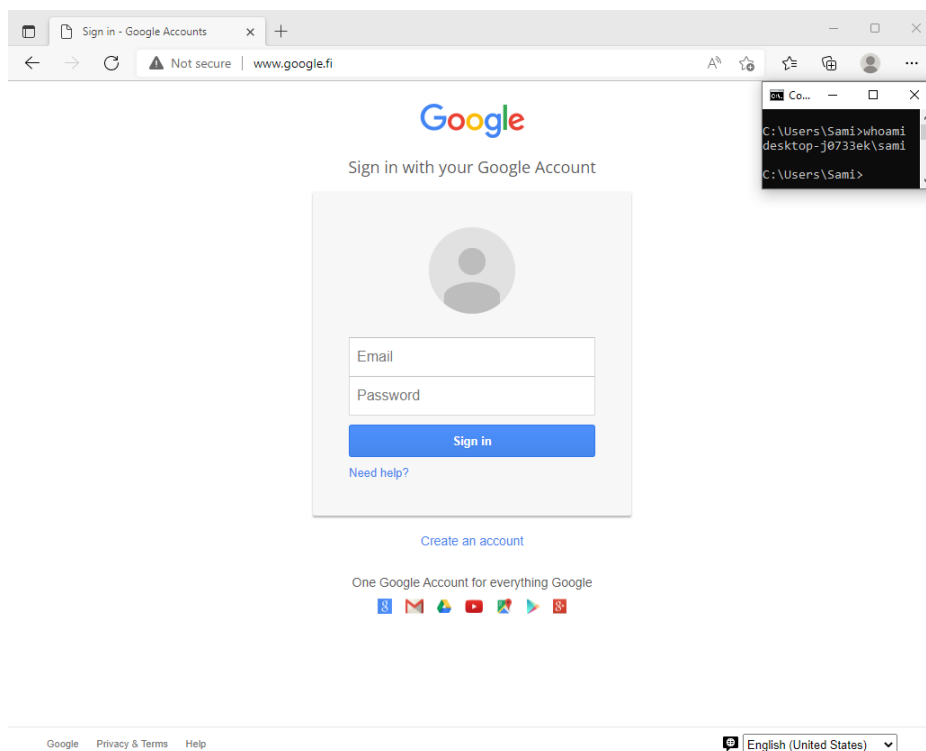 Sign in - Google Accounts
Not secure | www.google.fi
Co...
C:\Users\Sami>whoami
desktop-j0733ek\sami
C:\Users\Sami>
Google
Sign in with your Google Account
Email
Password
Sign in
Need help?
Create an account
One Google Account for everything Google
Google Privacy & Terms Help
English (United States)